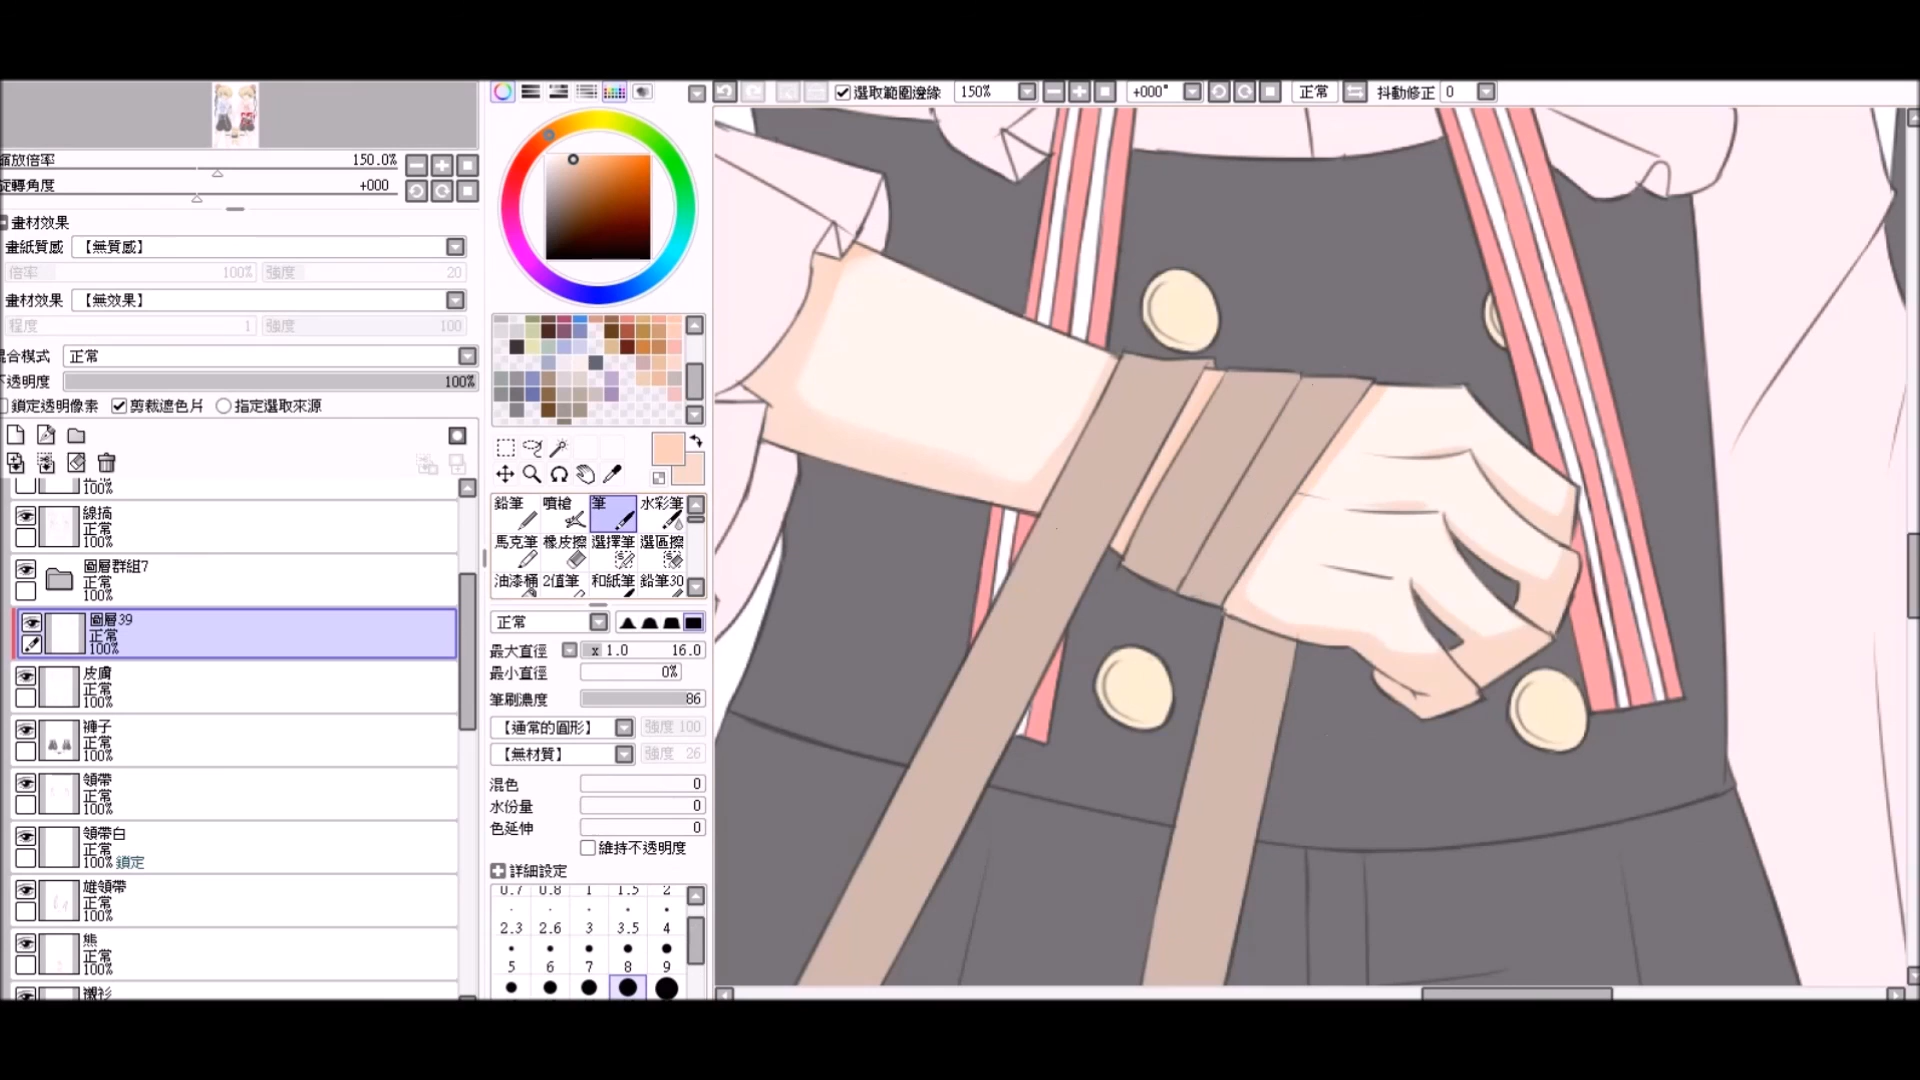 選取範圍邊緣 150% +000° 正常 抖動修正 0
縮放倍率 150.0%
旋轉角度 +000
畫材效果
畫紙質感 【無質感】
倍率 100% 強度 20
畫材效果 【無效果】
程度 1 強度 100
混合模式 正常
不透明度 100%
鎖定透明像素 剪裁遮色片 指定選取來源
100%
線搞
正常
100%
圖層群組7
正常
100%
圖層39
正常
100%
皮膚
正常
100%
褲子
正常
100%
領帶
正常
100%
領帶白
正常
100% 鎖定
雄領帶
正常
100%
熊
正常
100%
襯衫
鉛筆 噴槍 筆 水彩筆
馬克筆 橡皮擦 選擇筆 選區擦
油漆桶 2值筆 和紙筆 鉛筆30
正常
最大直徑 x 1.0 16.0
最小直徑 0%
筆刷濃度 86
【通常的圓形】 強度 100
【無材質】 強度 26
混色 0
水份量 0
色延伸 0
維持不透明度
詳細設定
0.7 0.8 1 1.5 2
2.3 2.6 3 3.5 4
5 6 7 8 9